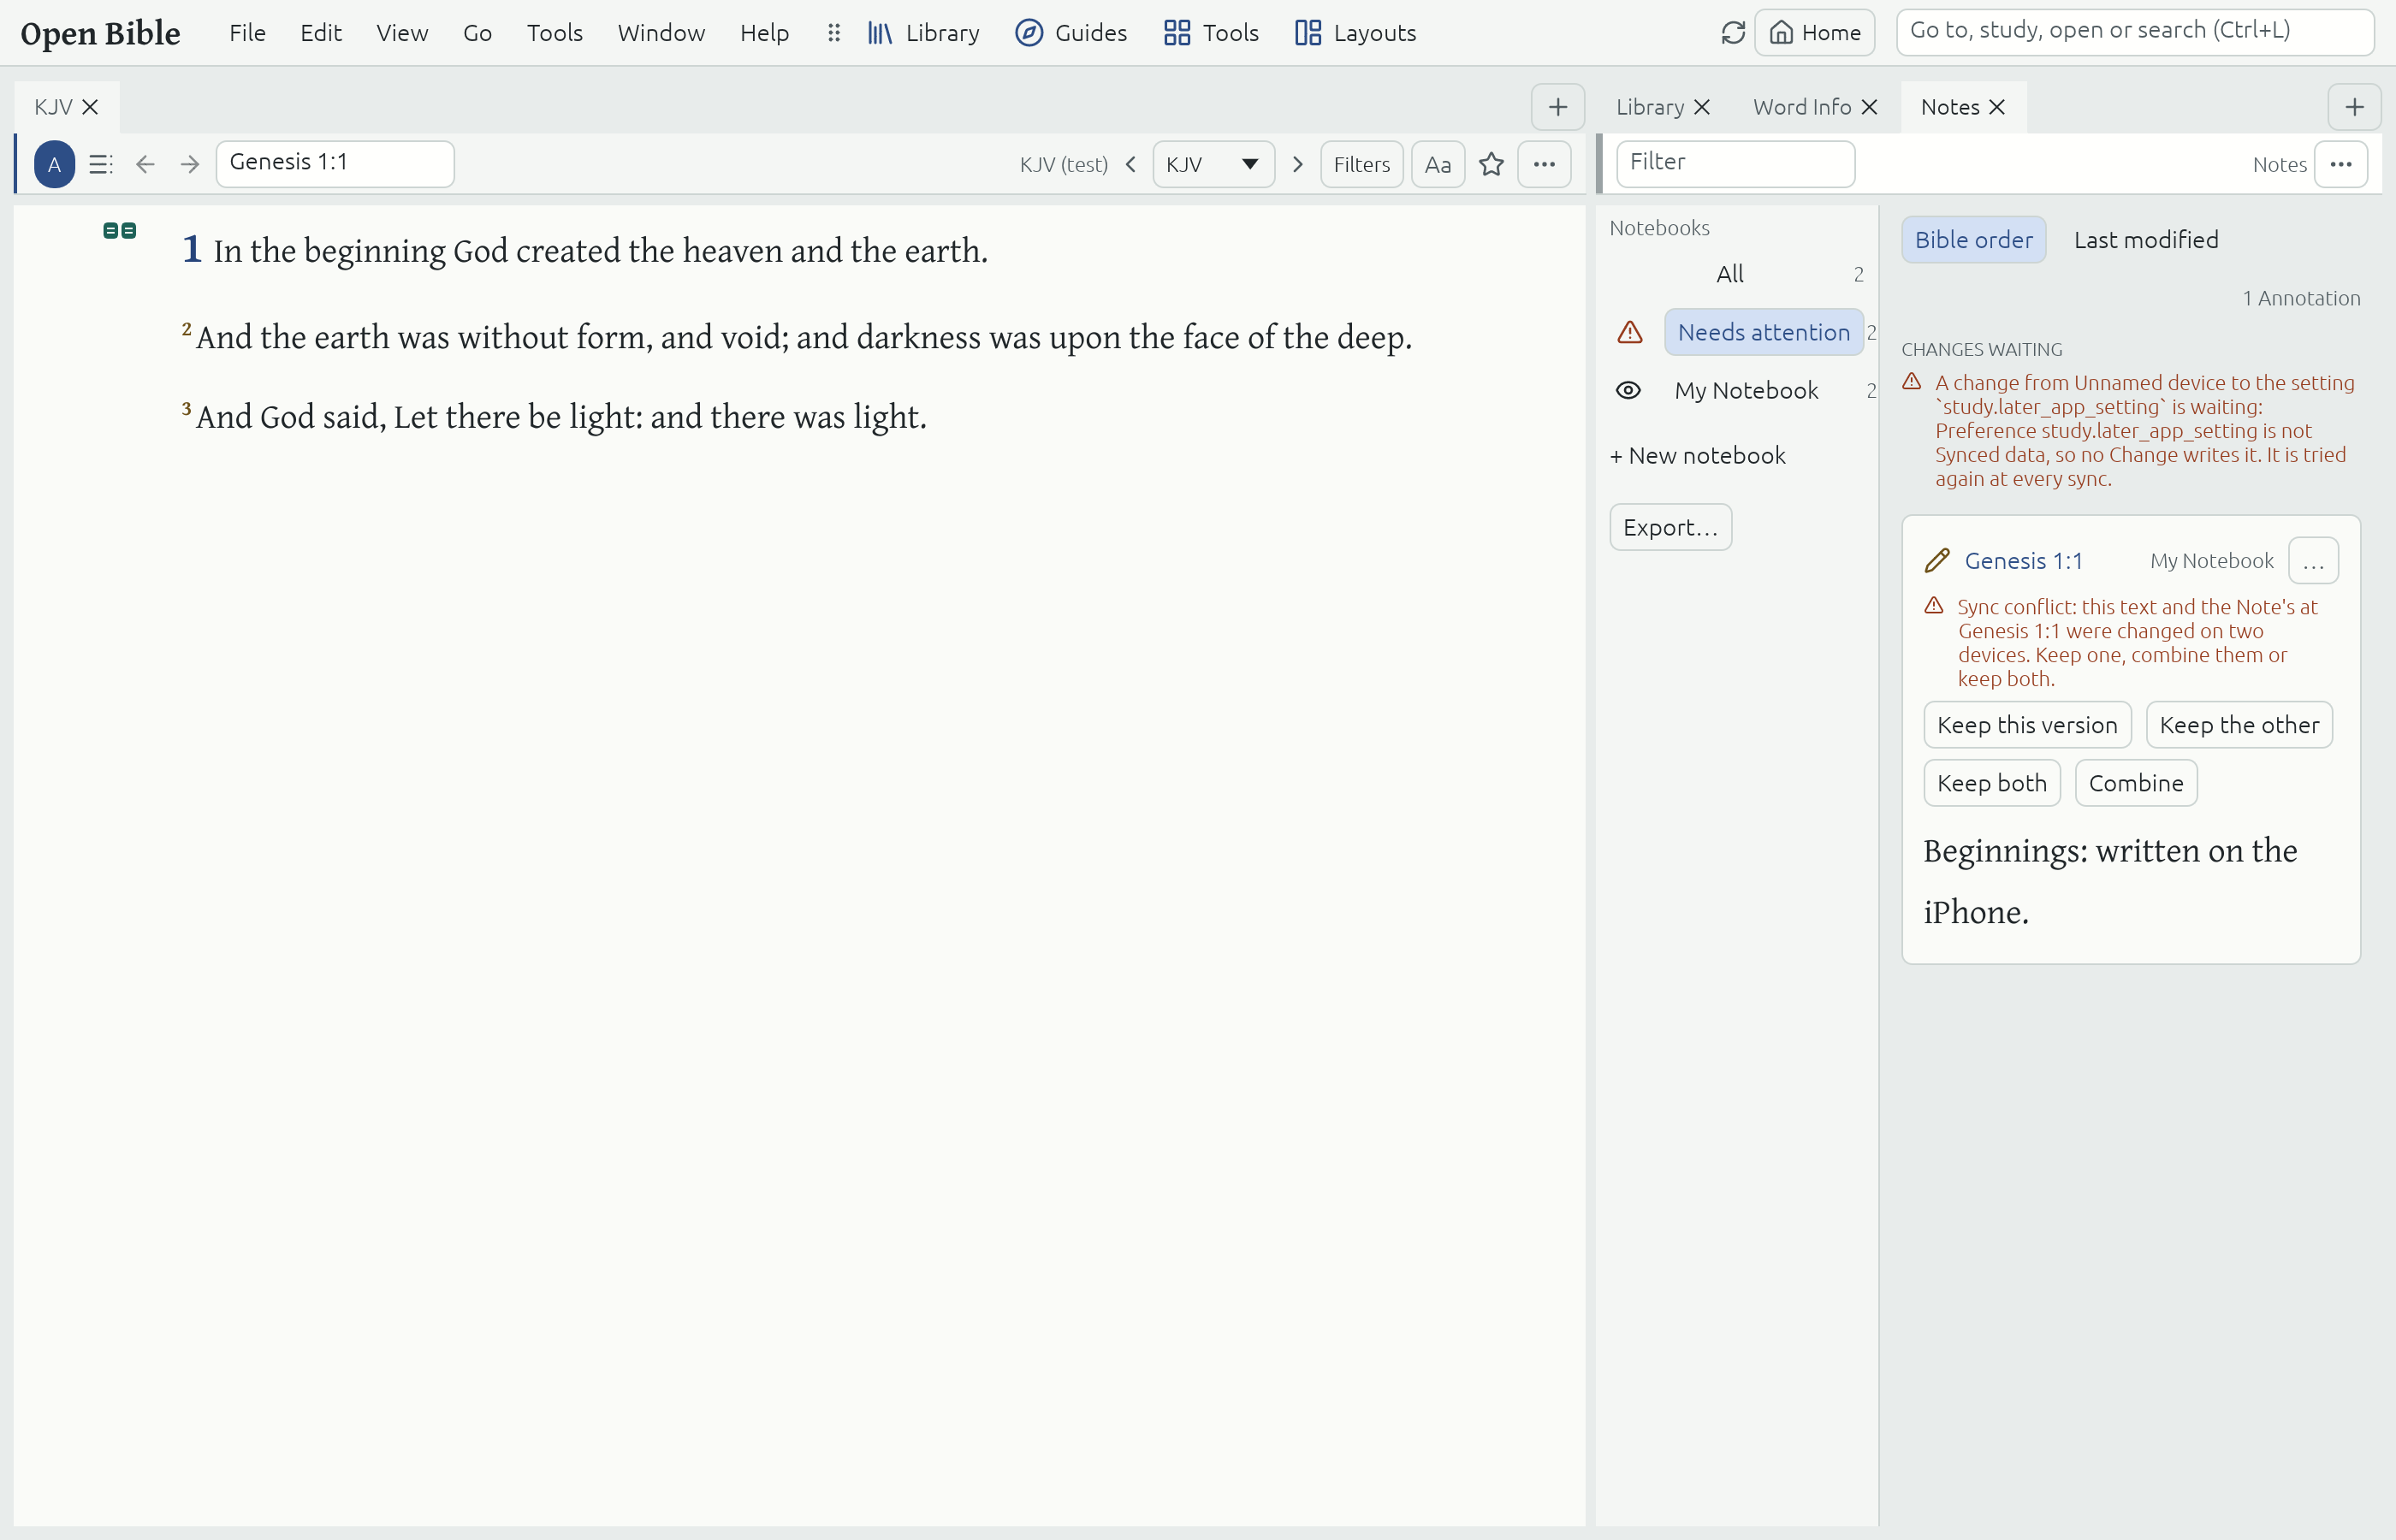 Open Bible File Edit View Go Tools Window Help Library Guides Tools Layouts Home Go to, study, open or search (Ctrl+L)
KJV
A Genesis 1:1 KJV (test) KJV Filters Aa
1 In the beginning God created the heaven and the earth.
2 And the earth was without form, and void; and darkness was upon the face of the deep.
3 And God said, Let there be light: and there was light.
Library Word Info Notes
Filter Notes
Notebooks
All 2
Needs attention 2
My Notebook 2
+ New notebook
Export...
Bible order Last modified
1 Annotation
CHANGES WAITING
A change from Unnamed device to the setting
`study.later_app_setting` is waiting:
Preference study.later_app_setting is not
Synced data, so no Change writes it. It is tried
again at every sync.
Genesis 1:1 My Notebook ...
Sync conflict: this text and the Note's at
Genesis 1:1 were changed on two
devices. Keep one, combine them or
keep both.
Keep this version Keep the other
Keep both Combine
Beginnings: written on the
iPhone.